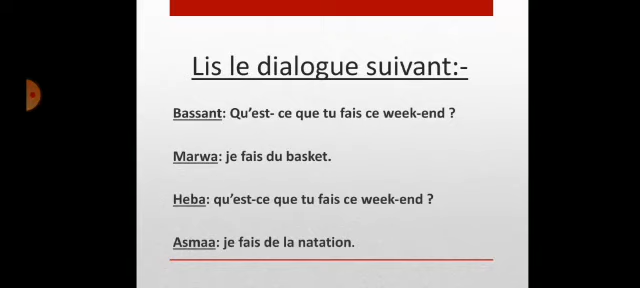 Lis le dialogue suivant:-
Bassant: Qu'est- ce que tu fais ce week-end ?
Marwa: je fais du basket.
Heba: qu'est-ce que tu fais ce week-end ?
Asmaa: je fais de la natation.